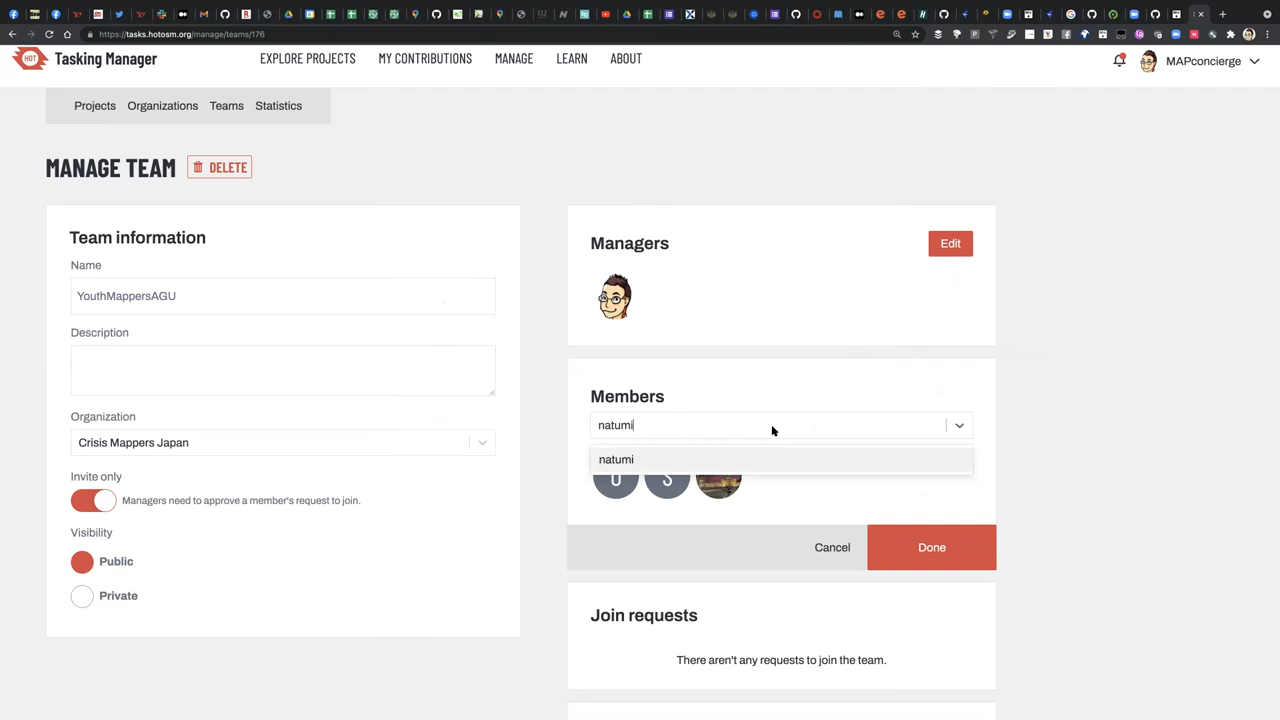 https://tasks.hotosm.org/manage/teams/176
HOT
Tasking Manager
EXPLORE PROJECTS
MY CONTRIBUTIONS
MANAGE
LEARN
ABOUT
MAPconcierge
Projects
Organizations
Teams
Statistics
MANAGE TEAM
DELETE
Team information
Name
YouthMappersAGU
Description
Organization
Crisis Mappers Japan
Invite only
Managers need to approve a member's request to join.
Visibility
Public
Private
Managers
Edit
Members
natumi
natumi
U
S
Cancel
Done
Join requests
There aren't any requests to join the team.